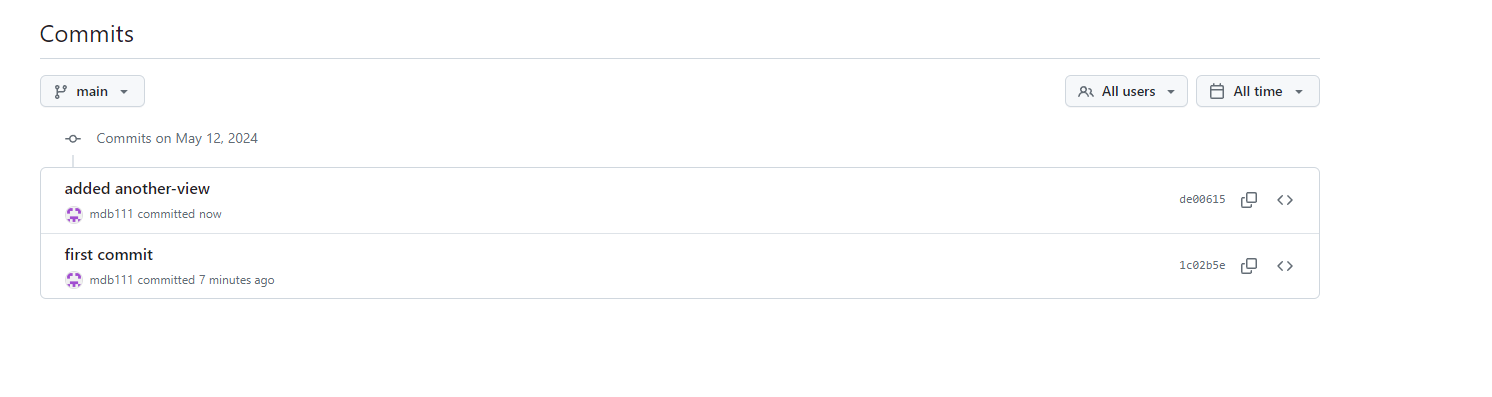 Commits
main
All users
All time
Commits on May 12, 2024
added another-view
mdb111 committed now
de00615
first commit
mdb111 committed 7 minutes ago
1c02b5e